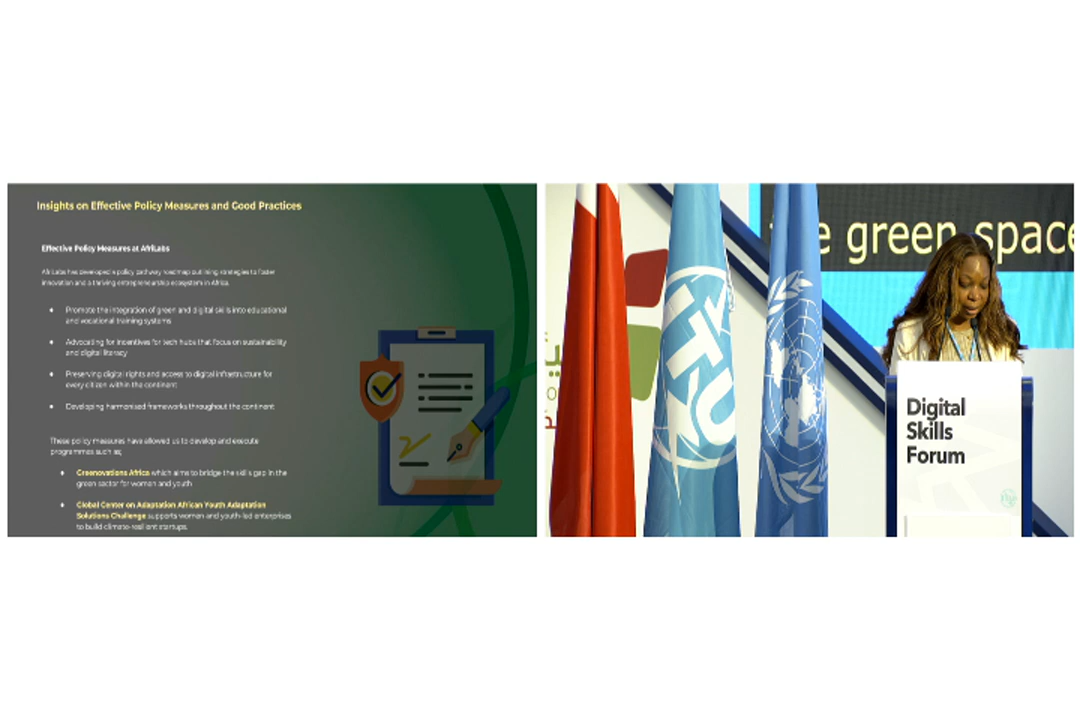 Insights on Effective Policy Measures and Good Practices
Effective Policy Measures at AfriLabs
AfriLabs has developed a policy pathway roadmap outlining strategies to foster
innovation and a thriving entrepreneurship ecosystem in Africa.
Promote the integration of green and digital skills into educational
and vocational training systems
Advocating for incentives for tech hubs that focus on sustainability
and digital literacy
Preserving digital rights and access to digital infrastructure for
every citizen within the continent
Developing harmonised frameworks throughout the continent
These policy measures have allowed us to develop and execute
programmes such as;
Greenovations Africa which aims to bridge the skills gap in the
green sector for women and youth
Global Center on Adaptation African Youth Adaptation
Solutions Challenge supports women and youth-led enterprises
to build climate-resilient startups.
green space
ITU
Digital
Skills
Forum